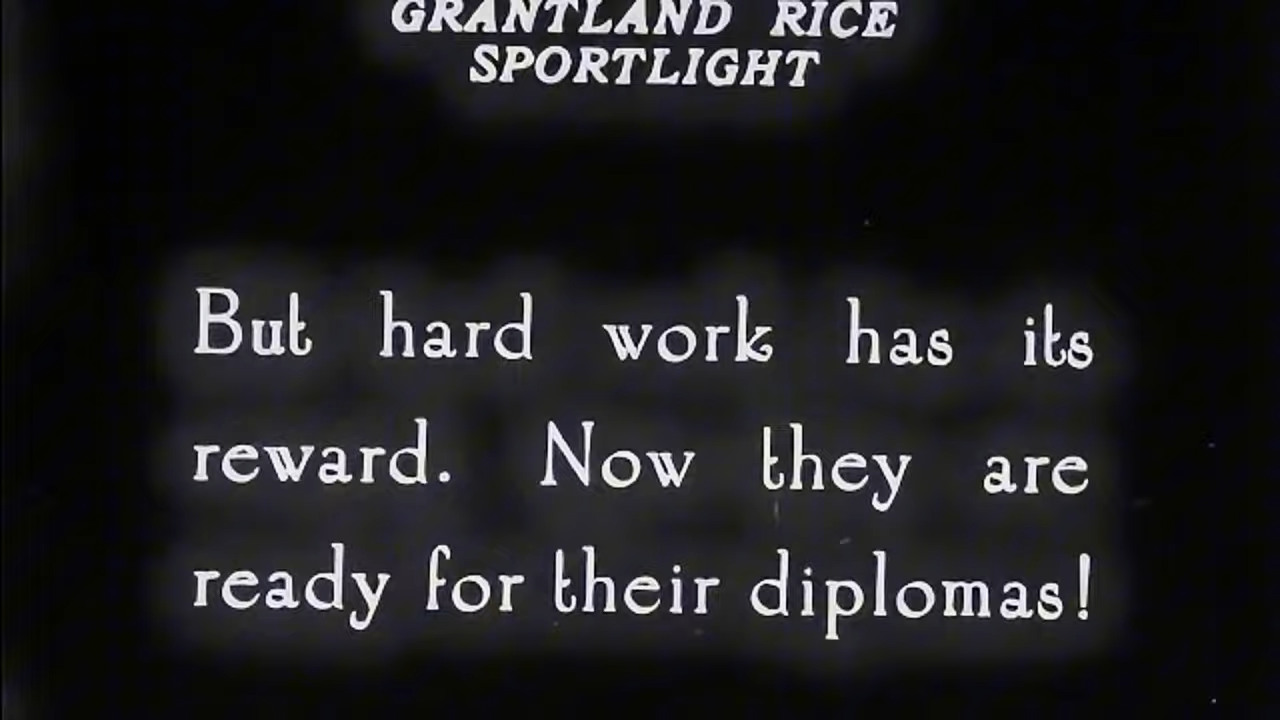 GRANTLAND RICE
SPORTLIGHT
But hard work has its
reward. Now they are
ready for their diplomas!